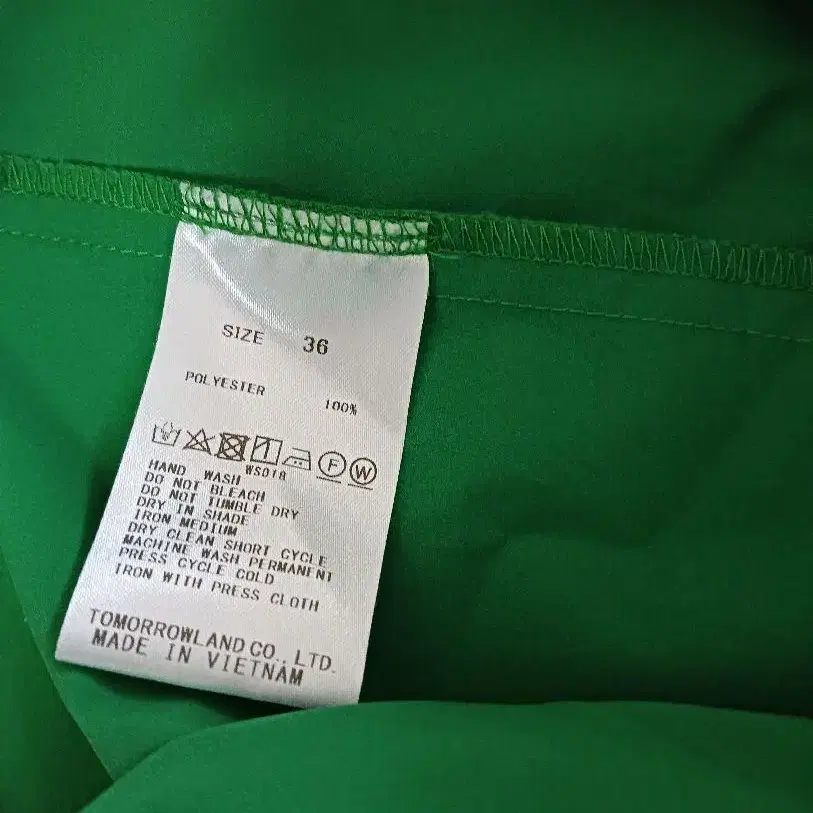 SIZE 36
POLYESTER 100%
F W
WS018
HAND WASH
DO NOT BLEACH
DO NOT TUMBLE DRY
DRY IN SHADE
IRON MEDIUM
DRY CLEAN SHORT CYCLE
MACHINE WASH PERMANENT
PRESS CYCLE COLD
IRON WITH PRESS CLOTH
TOMORROWLAND CO., LTD.
MADE IN VIETNAM